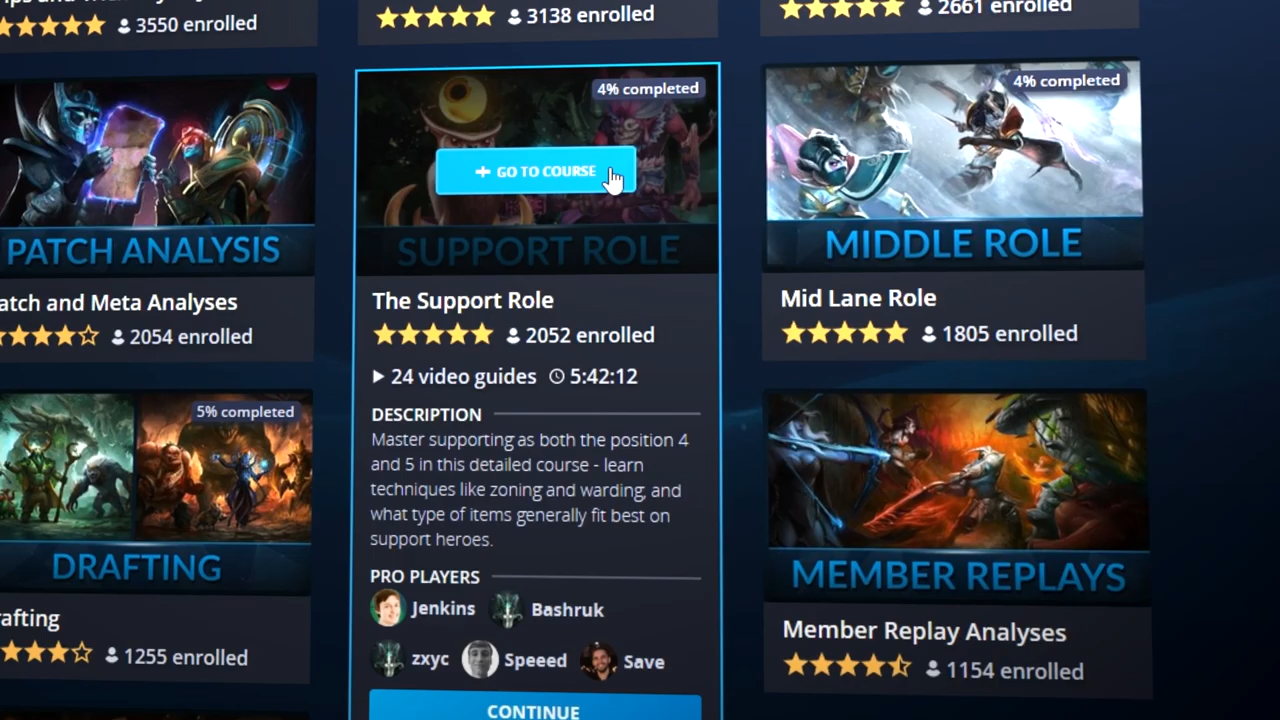 3550 enrolled
3138 enrolled
2661 enrolled
PATCH ANALYSIS
atch and Meta Analyses
2054 enrolled
4% completed
+ GO TO COURSE
SUPPORT ROLE
The Support Role
2052 enrolled
24 video guides 5:42:12
DESCRIPTION
Master supporting as both the position 4
and 5 in this detailed course - learn
techniques like zoning and warding, and
what type of items generally fit best on
support heroes.
PRO PLAYERS
Jenkins Bashruk
zxyc Speeed Save
CONTINUE
4% completed
MIDDLE ROLE
Mid Lane Role
1805 enrolled
5% completed
DRAFTING
rafting
1255 enrolled
MEMBER REPLAYS
Member Replay Analyses
1154 enrolled